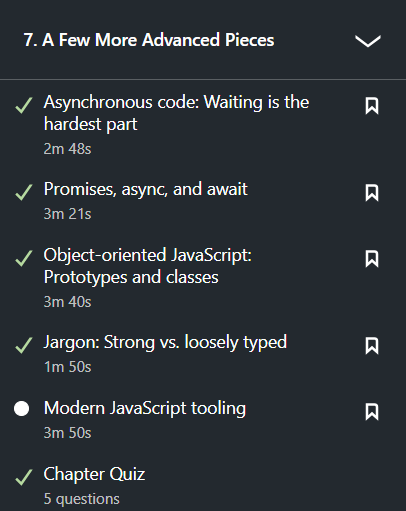 7. A Few More Advanced Pieces
Asynchronous code: Waiting is the
hardest part
2m 48s
Promises, async, and await
3m 21s
Object-oriented JavaScript:
Prototypes and classes
3m 40s
Jargon: Strong vs. loosely typed
1m 50s
Modern JavaScript tooling
3m 50s
Chapter Quiz
5 questions